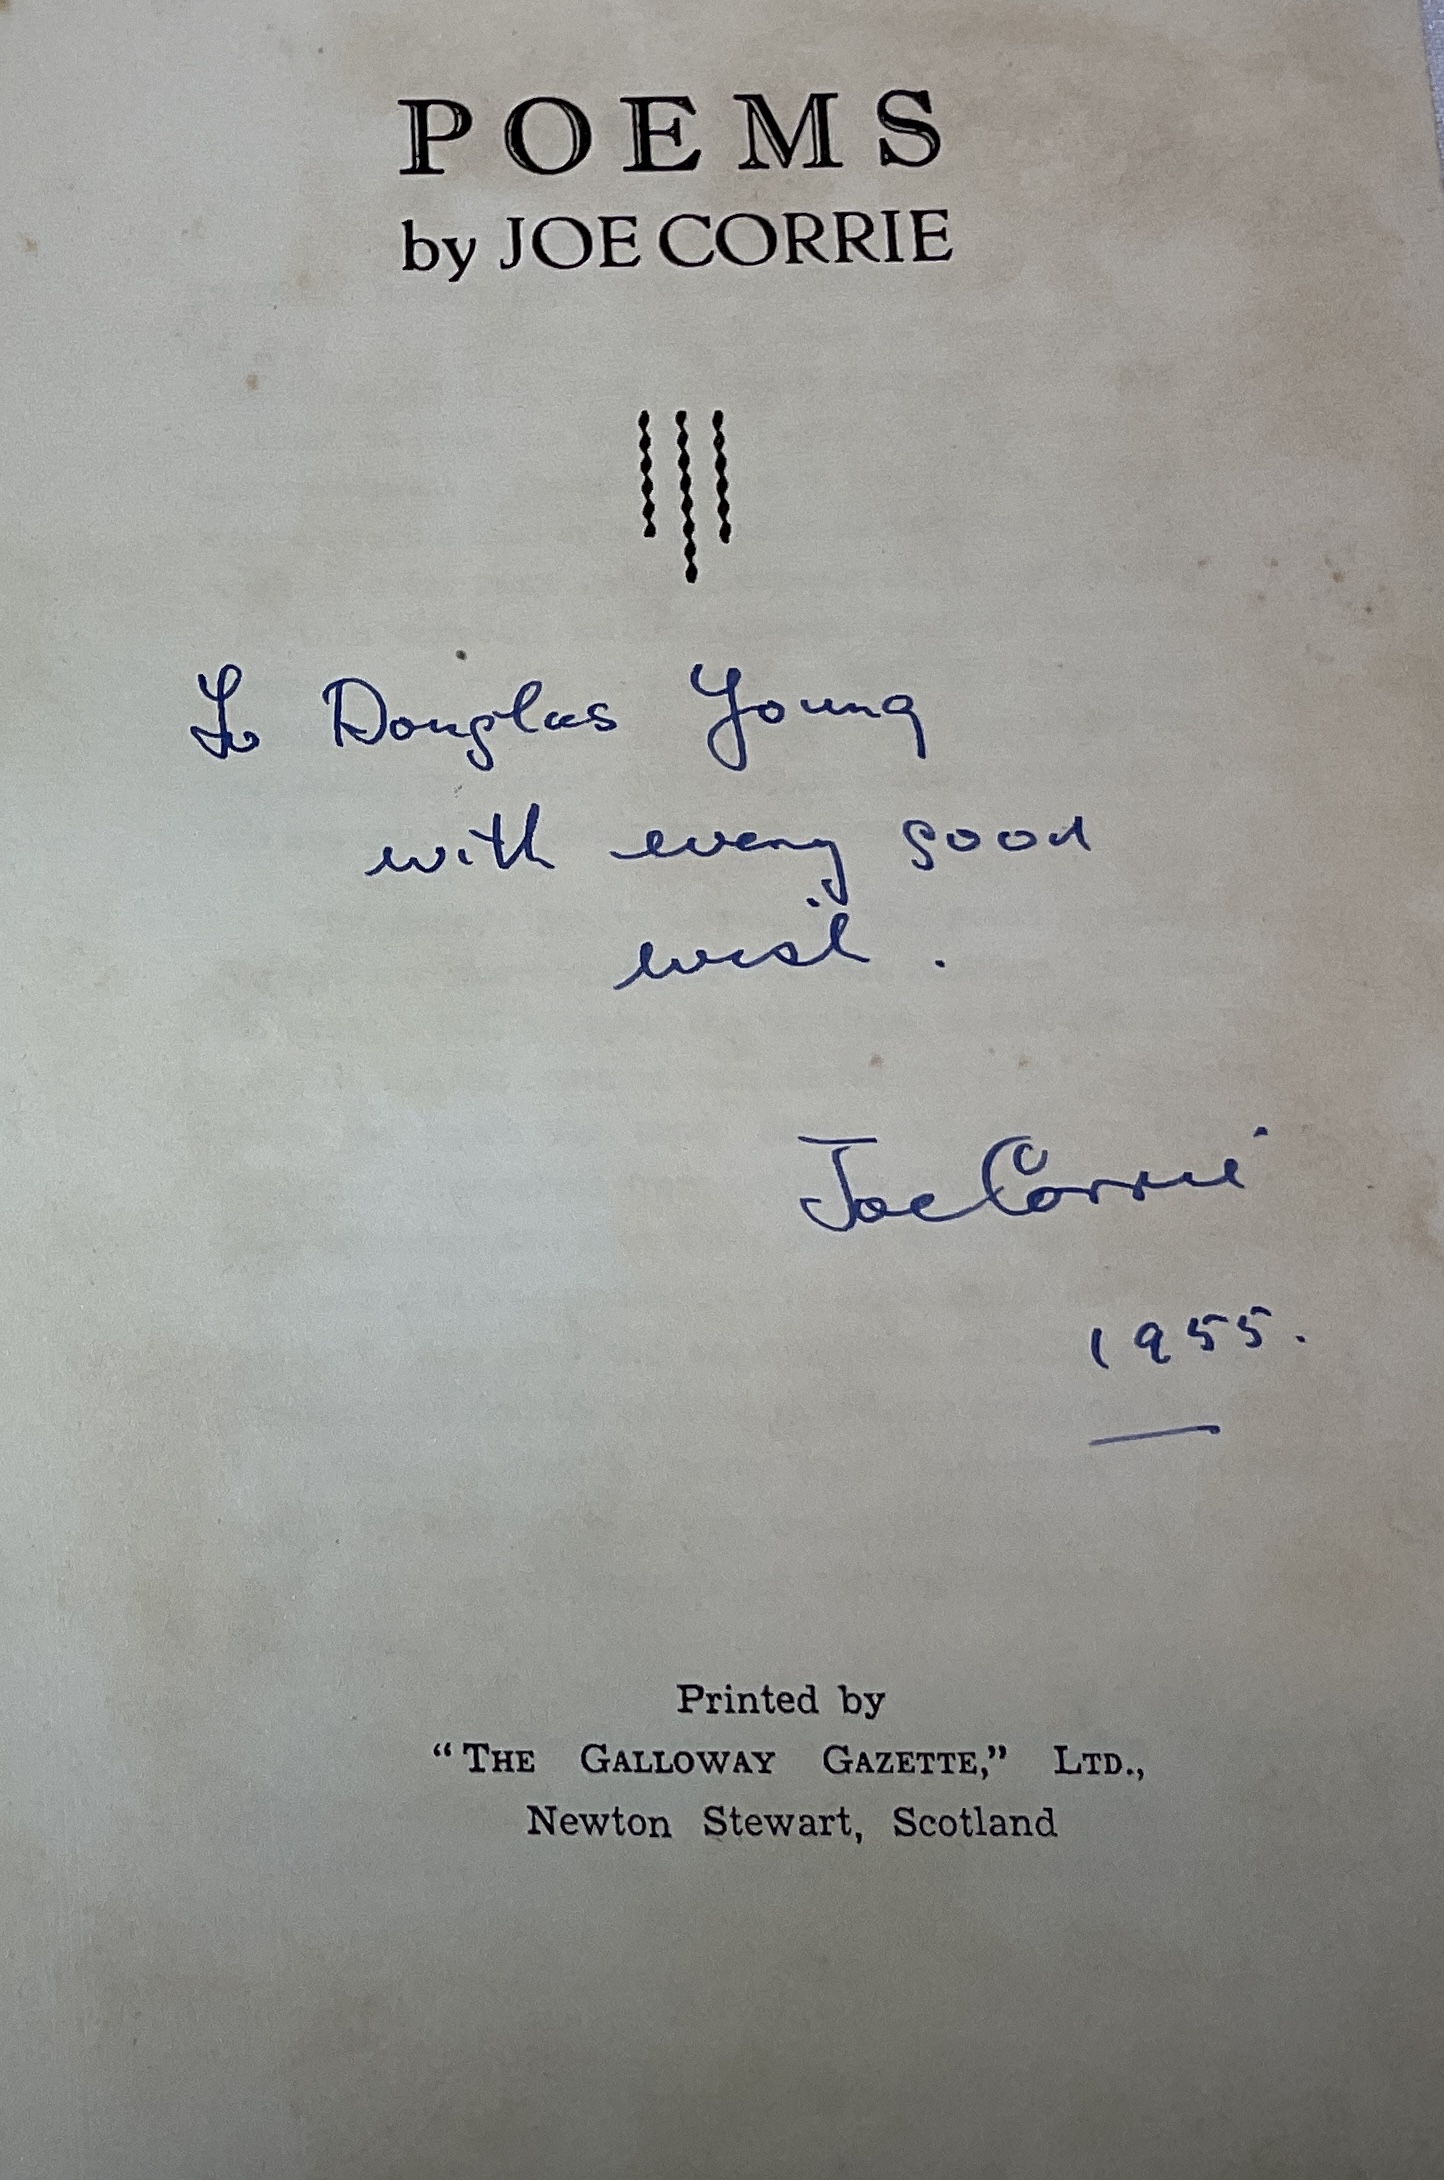 POEMS
by JOE CORRIE
To Douglas Young
with every good
wish.
Joe Corrie
1955.
Printed by
“THE GALLOWAY GAZETTE,” LTD.,
Newton Stewart, Scotland